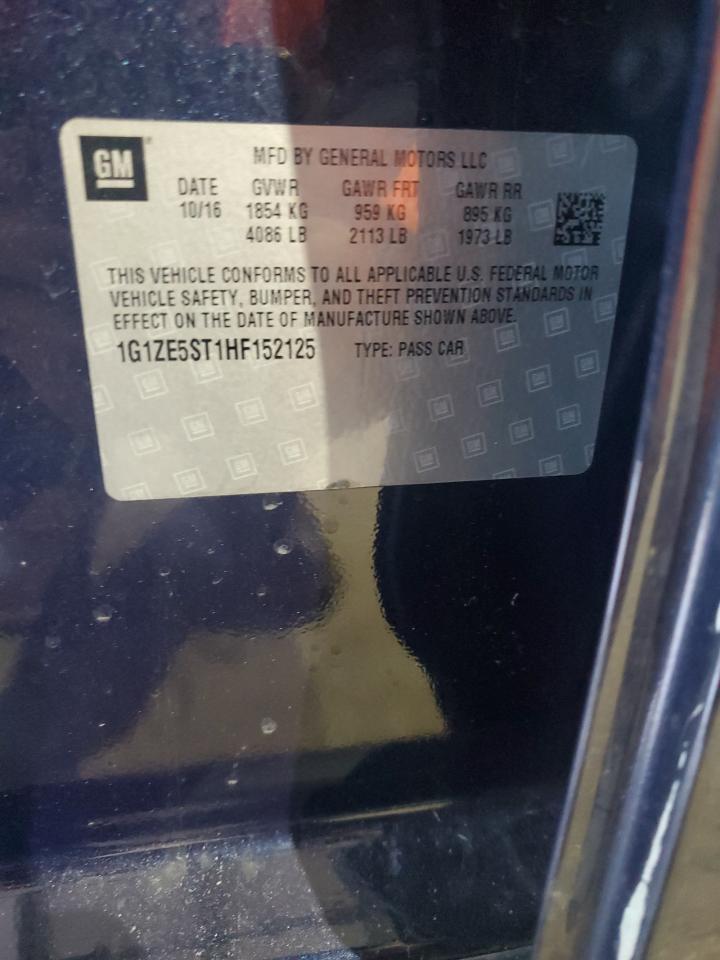 GM
MFD BY GENERAL MOTORS LLC
DATE GVWR GAWR FRT GAWR RR
10/16 1854 KG 959 KG 895 KG
4086 LB 2113 LB 1973 LB
THIS VEHICLE CONFORMS TO ALL APPLICABLE U.S. FEDERAL MOTOR
VEHICLE SAFETY, BUMPER, AND THEFT PREVENTION STANDARDS IN
EFFECT ON THE DATE OF MANUFACTURE SHOWN ABOVE.
1G1ZE5ST1HF152125 TYPE: PASS CAR